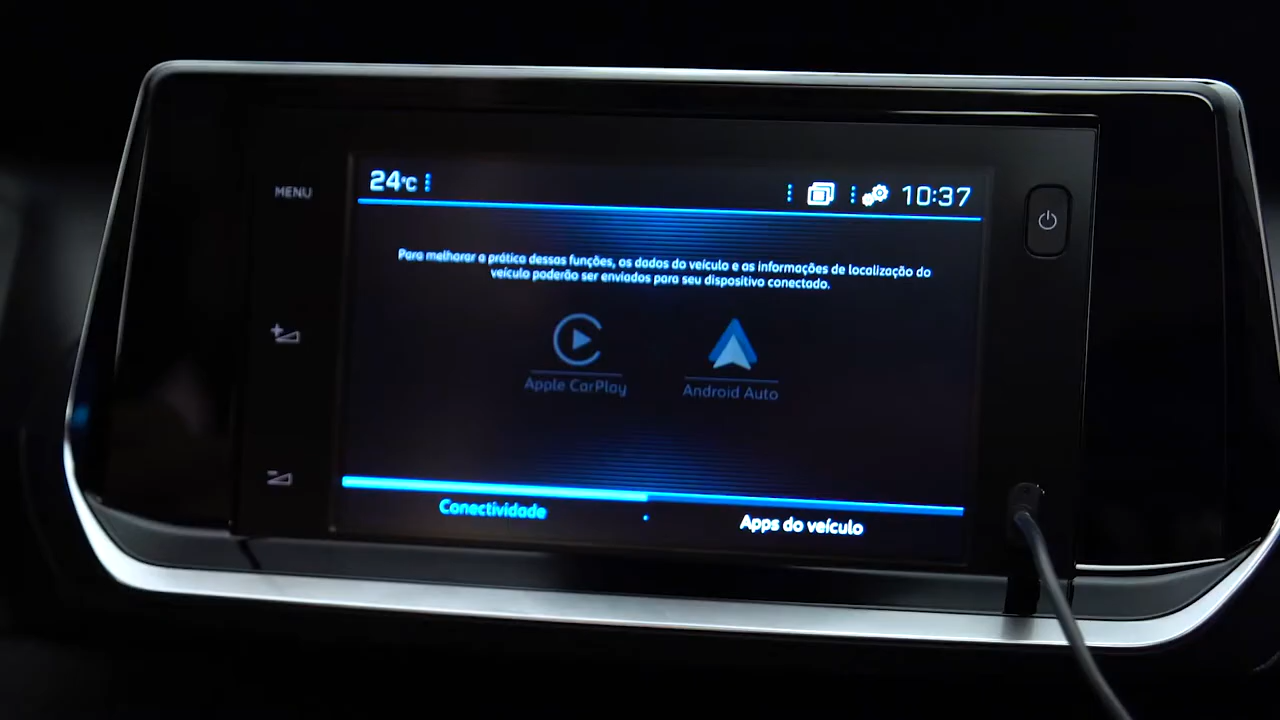 MENU
24°C
10:37
Para melhorar a prática dessas funções, os dados do veículo e as informações de localização do
veículo poderão ser enviados para seu dispositivo conectado.
Apple CarPlay
Android Auto
Conectividade
Apps do veículo